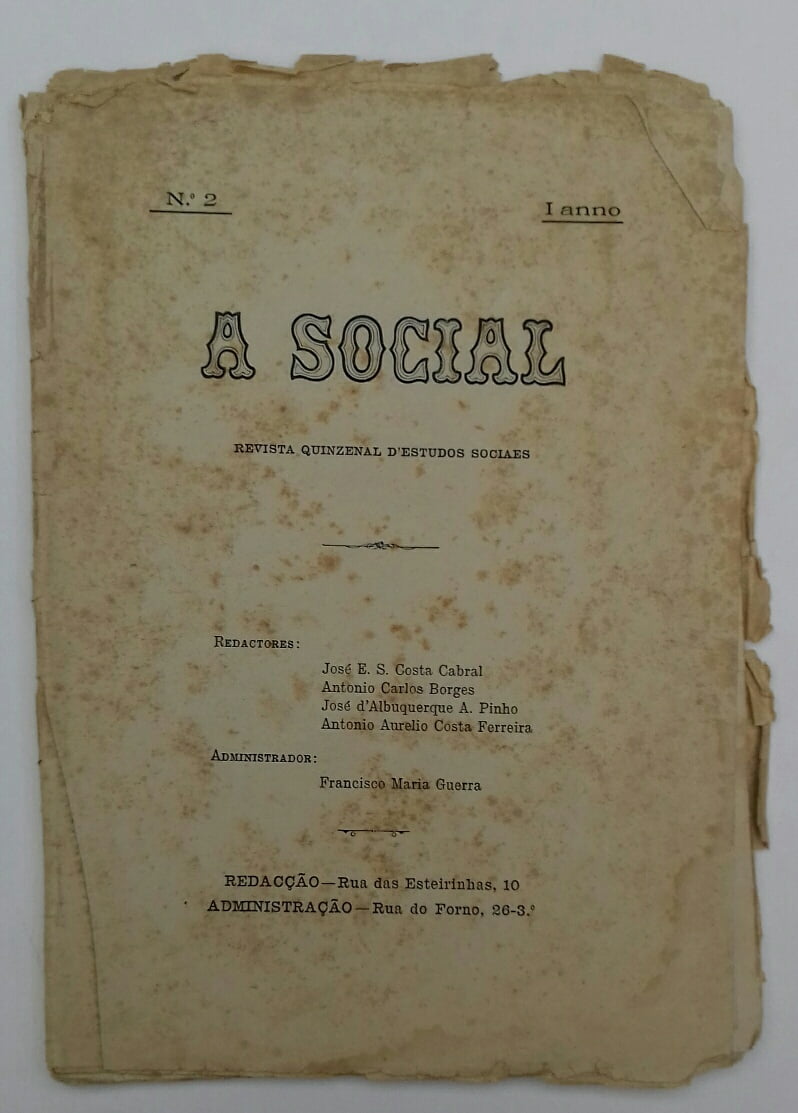 N.º 2
I anno
A SOCIAL
REVISTA QUINZENAL D'ESTUDOS SOCIAES
REDACTORES:
José E. S. Costa Cabral
Antonio Carlos Borges
José d'Albuquerque A. Pinho
Antonio Aurelio Costa Ferreira
ADMINISTRADOR:
Francisco Maria Guerra
REDACÇÃO—Rua das Esteirinhas, 10
ADMINISTRAÇÃO—Rua do Forno, 26-3.º